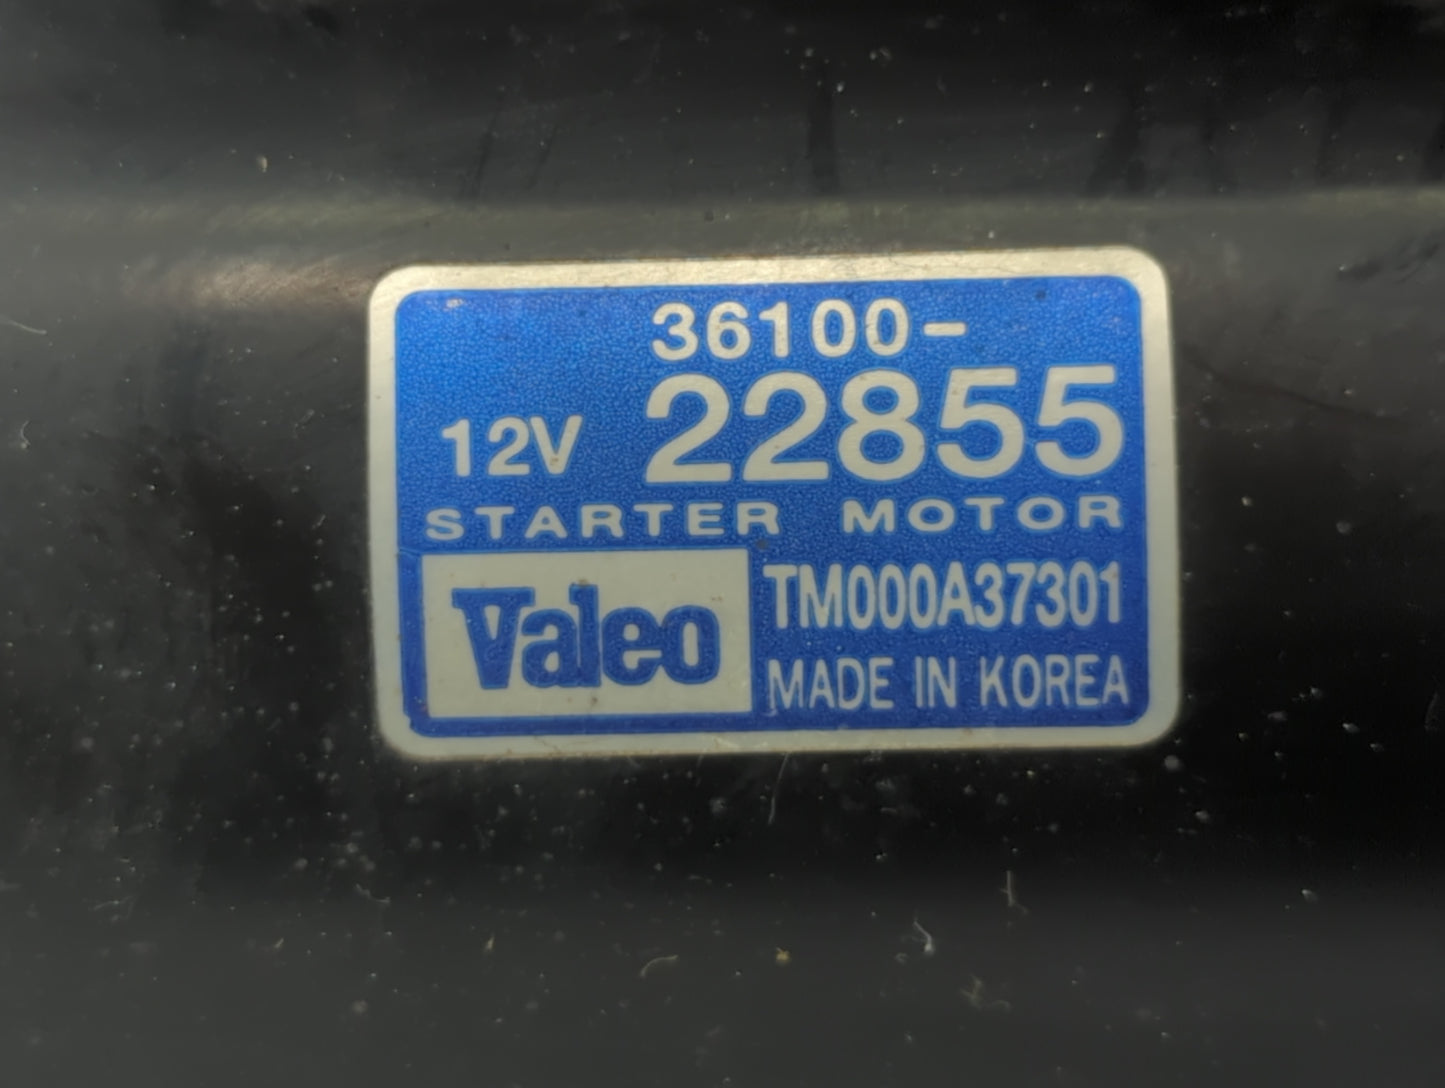 36100-
12V 22855
STARTER MOTOR
Valeo TM000A37301
MADE IN KOREA